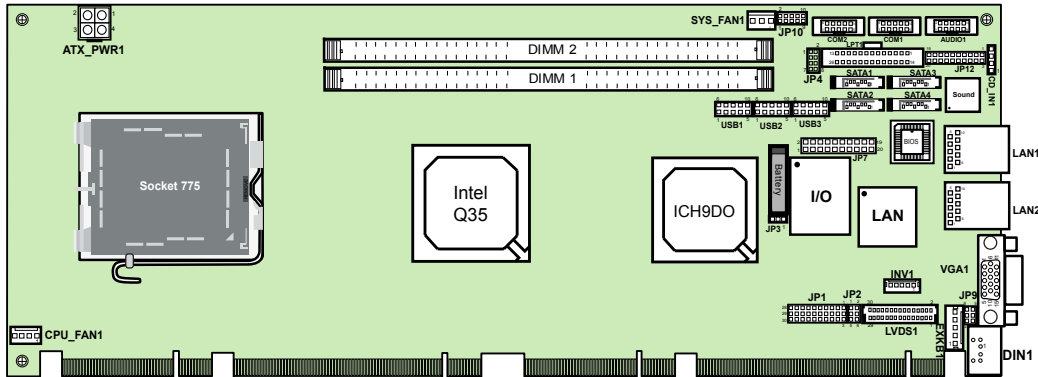 SYS_FAN1
JP10
COM2
COM1
AUDIO1
ATX_PWR1
LPT1
DIMM 2
DIMM 1
JP4
JP12
CD_IN1
SATA1
SATA3
SATA2
SATA4
Sound
USB1
USB2
USB3
BIOS
JP7
LAN1
Socket 775
Intel
Q35
ICH9DO
Battery
JP3
I/O
LAN
LAN2
VGA1
INV1
JP1
JP2
LVDS1
JP9
EXKB1
CPU_FAN1
DIN1